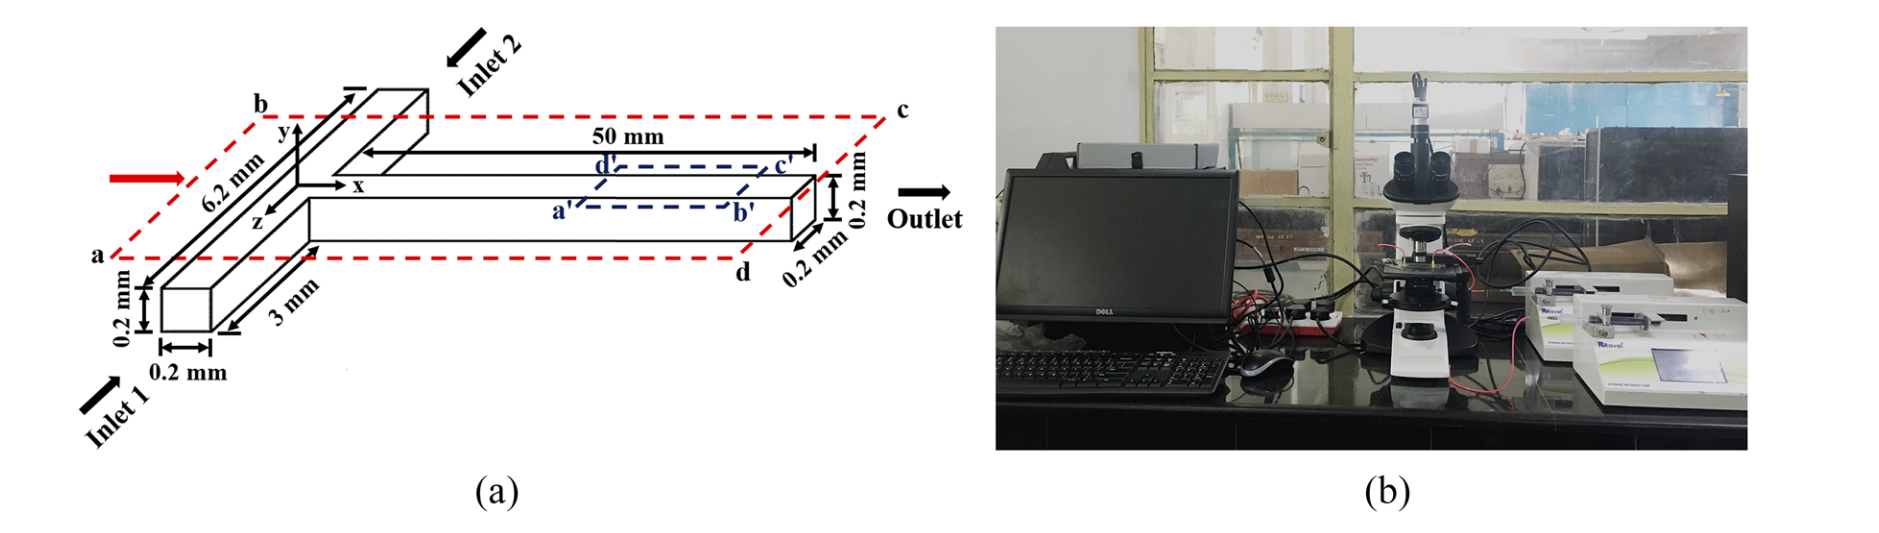 Inlet 2
b
c
y
50 mm
d'
c'
6.2 mm
x
0.2 mm
z
a'
b'
Outlet
a
d
0.2 mm
0.2 mm
3 mm
0.2 mm
Inlet 1
DELL
(a)
(b)